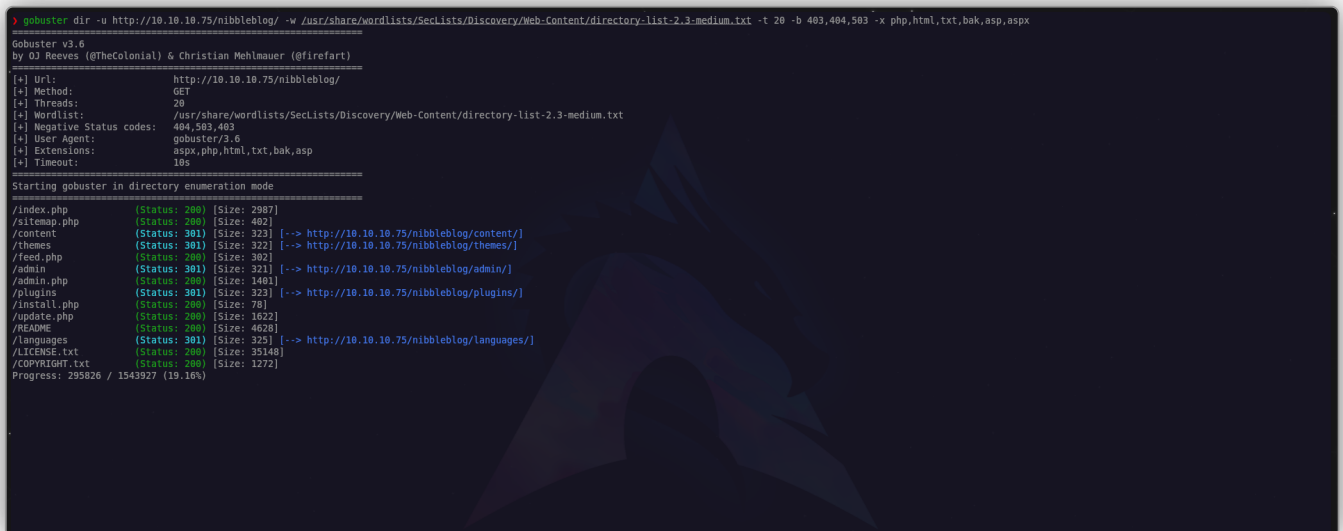 ❯ gobuster dir -u http://10.10.10.75/nibbleblog/ -w /usr/share/wordlists/SecLists/Discovery/Web-Content/directory-list-2.3-medium.txt -t 20 -b 403,404,503 -x php,html,txt,bak,asp,aspx
===============================================================
Gobuster v3.6
by OJ Reeves (@TheColonial) & Christian Mehlmauer (@firefart)
===============================================================
[+] Url:                     http://10.10.10.75/nibbleblog/
[+] Method:                  GET
[+] Threads:                 20
[+] Wordlist:                /usr/share/wordlists/SecLists/Discovery/Web-Content/directory-list-2.3-medium.txt
[+] Negative Status codes:   404,503,403
[+] User Agent:              gobuster/3.6
[+] Extensions:              aspx,php,html,txt,bak,asp
[+] Timeout:                 10s
===============================================================
Starting gobuster in directory enumeration mode
===============================================================
/index.php            (Status: 200) [Size: 2987]
/sitemap.php          (Status: 200) [Size: 402]
/content              (Status: 301) [Size: 323] [--> http://10.10.10.75/nibbleblog/content/]
/themes               (Status: 301) [Size: 322] [--> http://10.10.10.75/nibbleblog/themes/]
/feed.php             (Status: 200) [Size: 302]
/admin                (Status: 301) [Size: 321] [--> http://10.10.10.75/nibbleblog/admin/]
/admin.php            (Status: 200) [Size: 1401]
/plugins              (Status: 301) [Size: 323] [--> http://10.10.10.75/nibbleblog/plugins/]
/install.php          (Status: 200) [Size: 78]
/update.php           (Status: 200) [Size: 1622]
/README               (Status: 200) [Size: 4628]
/languages            (Status: 301) [Size: 325] [--> http://10.10.10.75/nibbleblog/languages/]
/LICENSE.txt          (Status: 200) [Size: 35148]
/COPYRIGHT.txt        (Status: 200) [Size: 1272]
Progress: 295826 / 1543927 (19.16%)